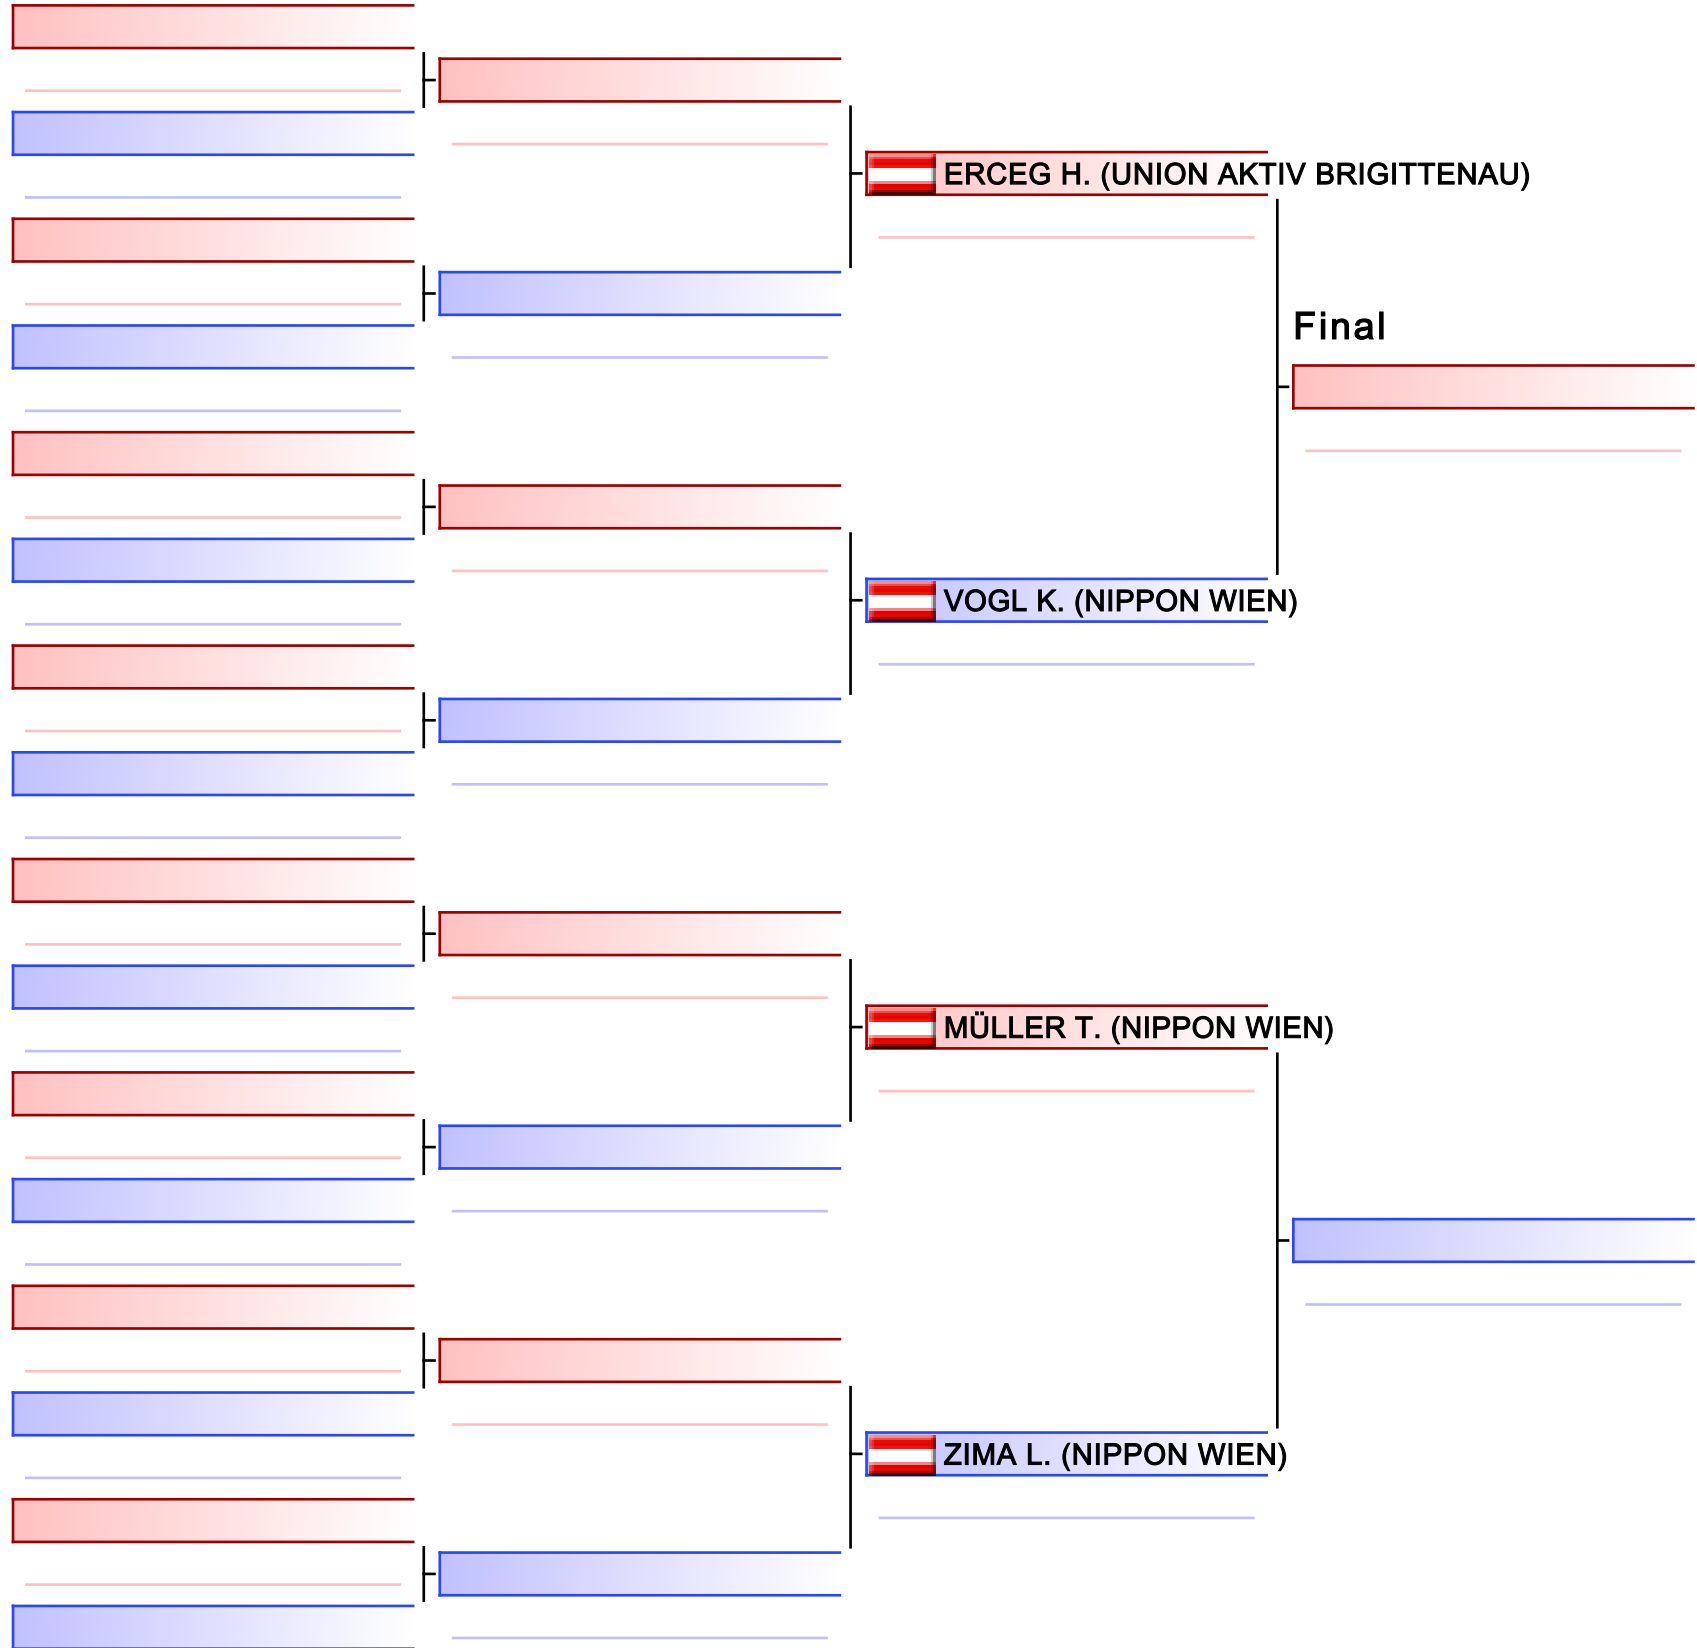 ERCEG H. (UNION AKTIV BRIGITTENAU)
Final
VOGL K. (NIPPON WIEN)
MÜLLER T. (NIPPON WIEN)
ZIMA L. (NIPPON WIEN)